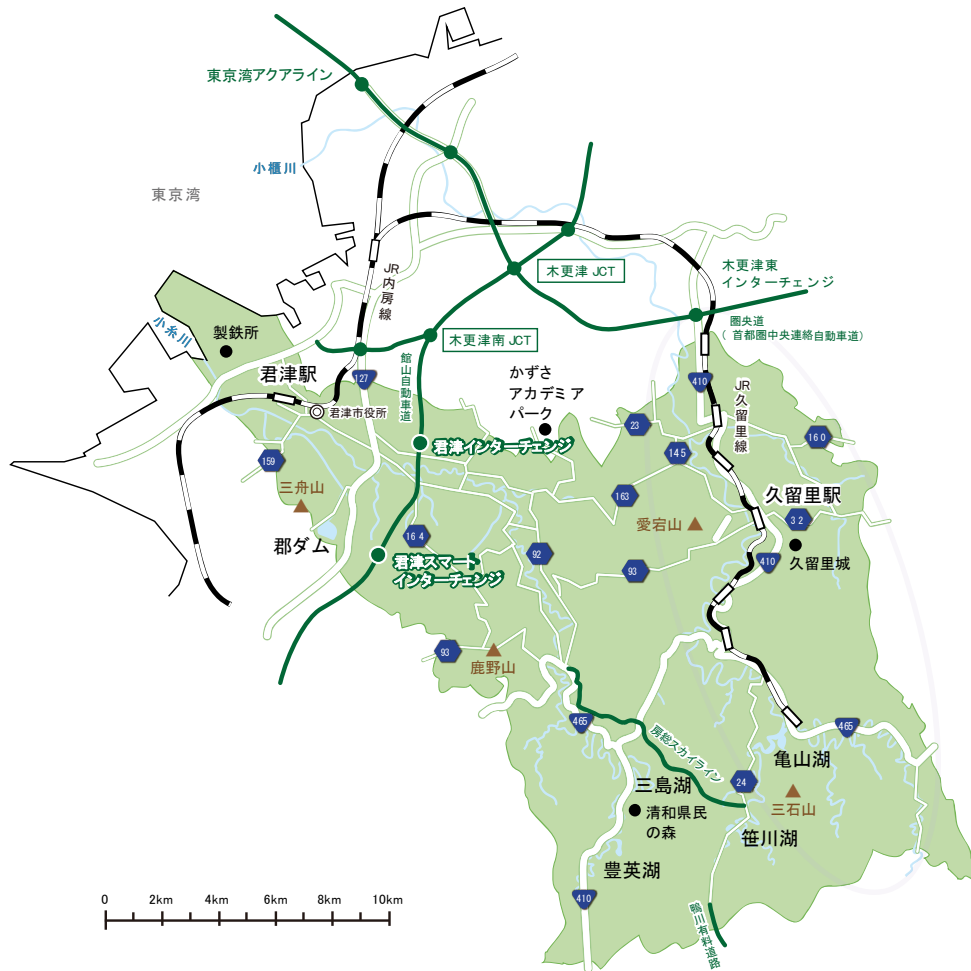 東京湾アクアライン
小櫃川
東京湾
JR内房線
木更津 JCT
木更津東
インターチェンジ
圏央道
( 首都圏中央連絡自動車道)
小糸川
製鉄所
木更津南 JCT
館山自動車道
君津駅
127
君津市役所
かずさ
アカデミア
パーク
410
JR久留里線
君津インターチェンジ
23
160
159
145
三舟山
163
久留里駅
32
愛宕山
郡ダム
164
92
久留里城
410
君津スマート
インターチェンジ
93
93
鹿野山
465
465
房総スカイライン
亀山湖
24
三島湖
三石山
清和県民
の森
笹川湖
豊英湖
410
鴨川有料道路
0
2km
4km
6km
8km
10km